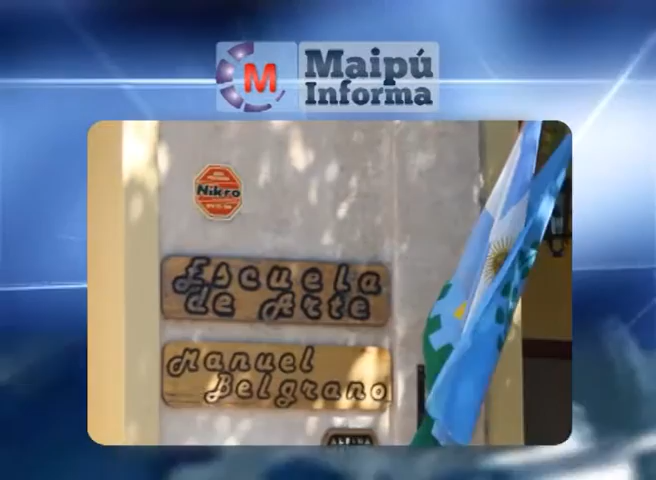 Maipú
Informa
M
Nikro
Escuela
de Arte
Manuel
Belgrano